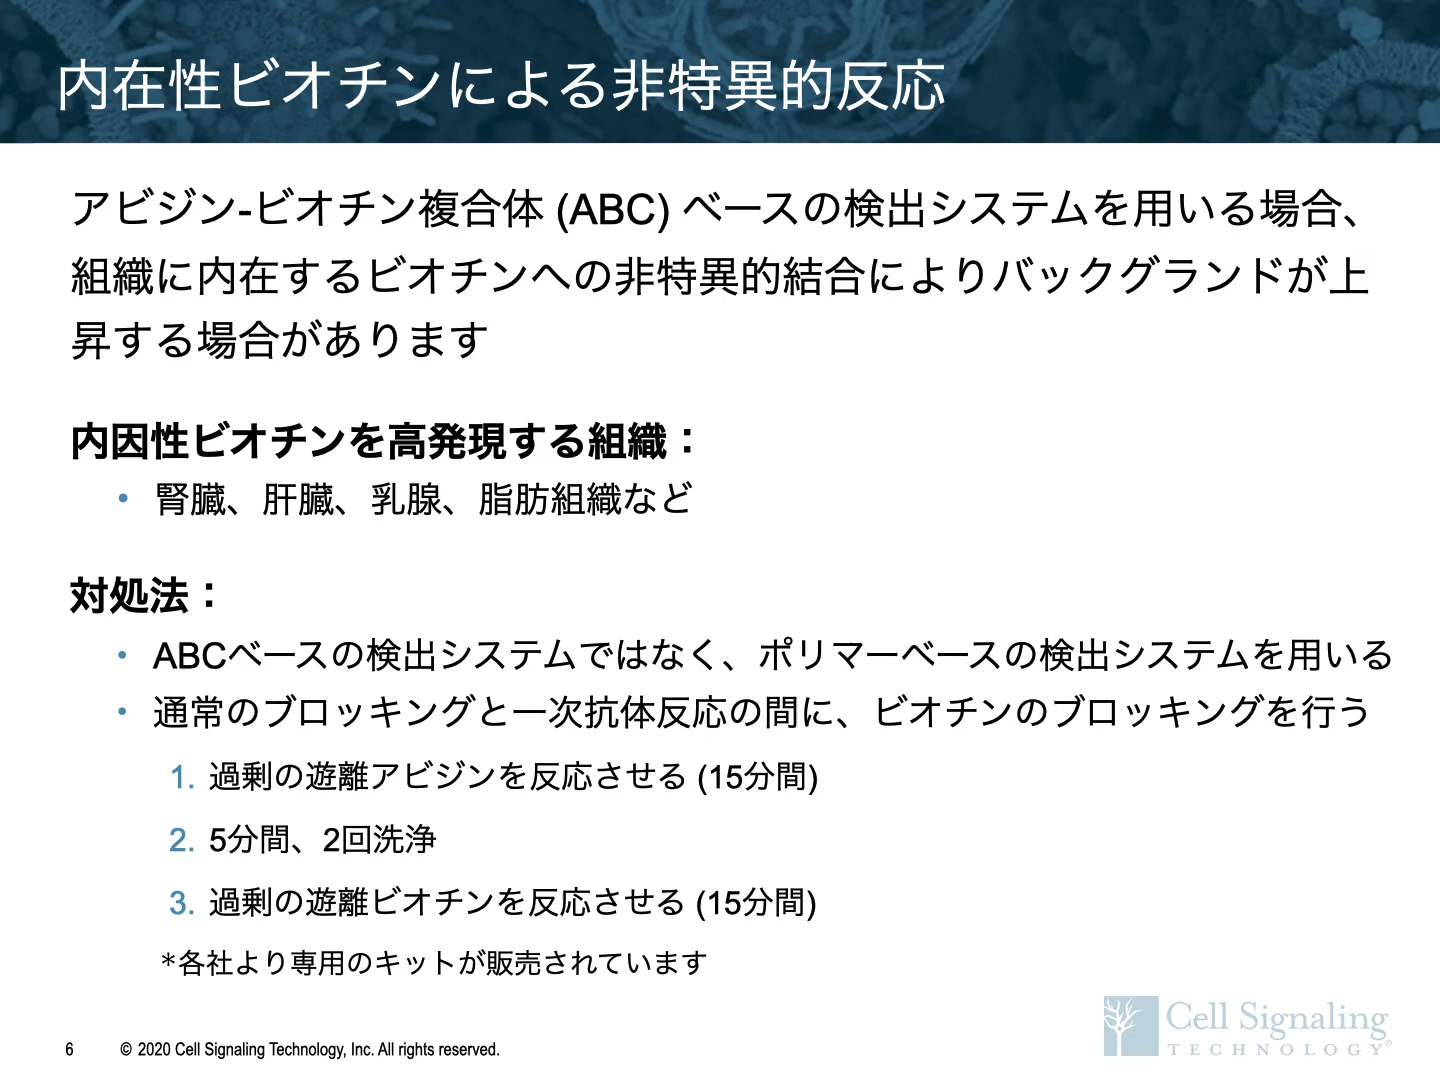 内在性ビオチンによる非特異的反応
アビジン-ビオチン複合体 (ABC) ベースの検出システムを用いる場合、
組織に内在するビオチンへの非特異的結合によりバックグランドが上
昇する場合があります
内因性ビオチンを高発現する組織：
• 腎臓、肝臓、乳腺、脂肪組織など
対処法：
• ABCベースの検出システムではなく、ポリマーベースの検出システムを用いる
• 通常のブロッキングと一次抗体反応の間に、ビオチンのブロッキングを行う
1. 過剰の遊離アビジンを反応させる (15分間)
2. 5分間、2回洗浄
3. 過剰の遊離ビオチンを反応させる (15分間)
*各社より専用のキットが販売されています
Cell Signaling
TECHNOLOGY®
6 © 2020 Cell Signaling Technology, Inc. All rights reserved.